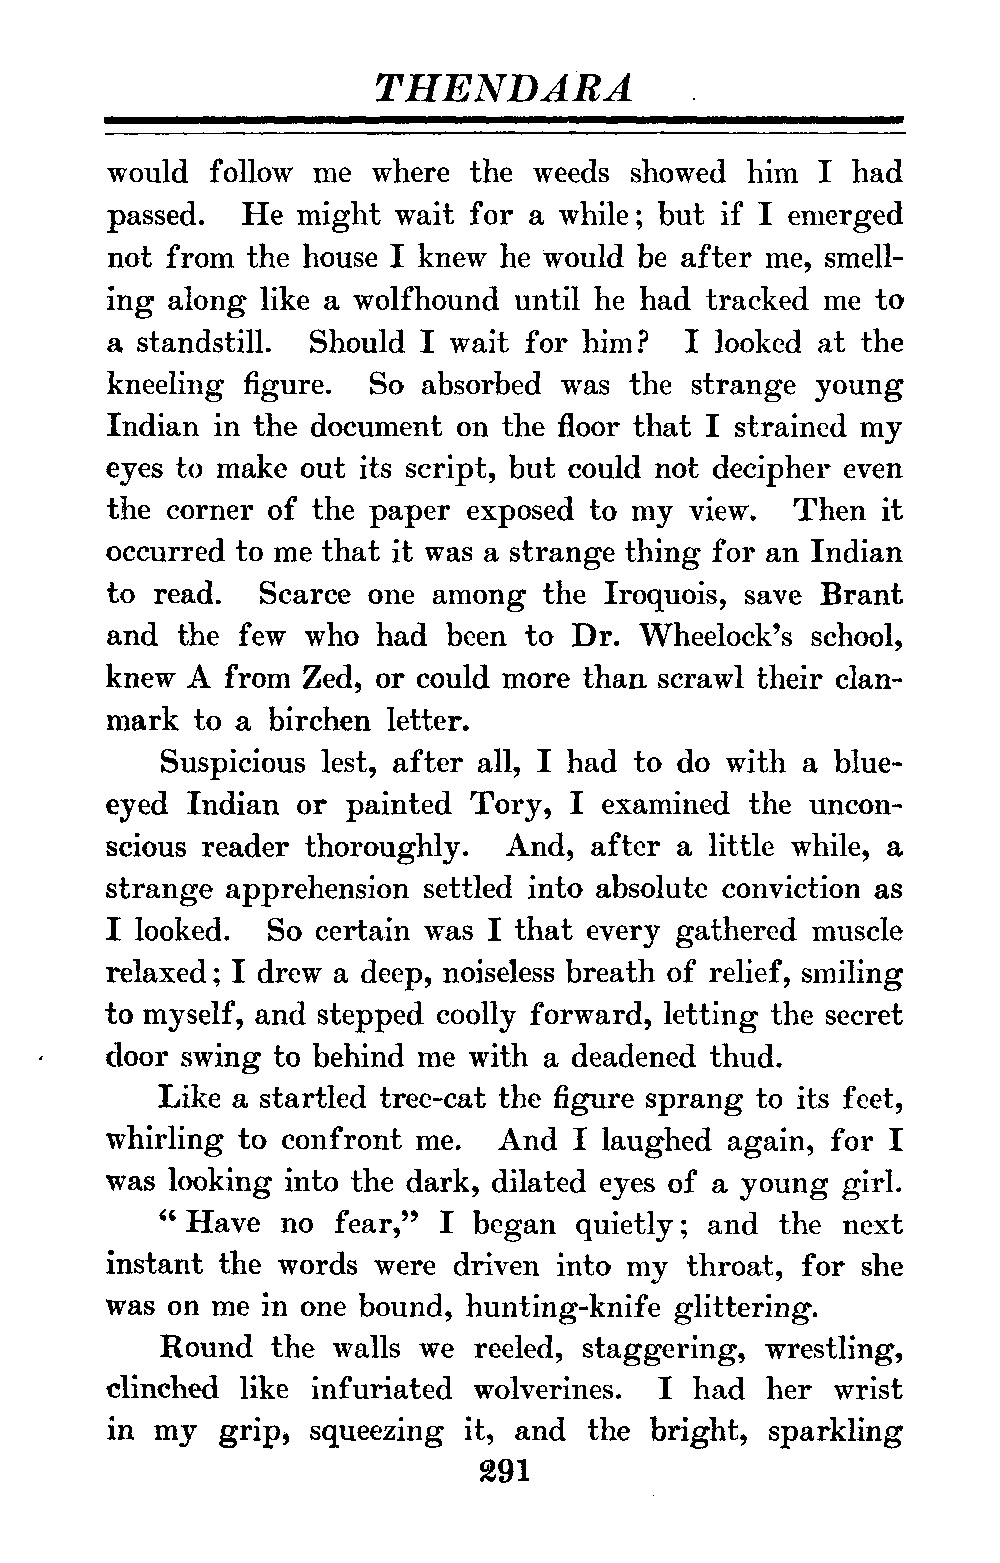 THENDARA
would follow me where the weeds showed him I had
passed. He might wait for a while; but if I emerged
not from the house I knew he would be after me, smell-
ing along like a wolfhound until he had tracked me to
a standstill. Should I wait for him? I looked at the
kneeling figure. So absorbed was the strange young
Indian in the document on the floor that I strained my
eyes to make out its script, but could not decipher even
the corner of the paper exposed to my view. Then it
occurred to me that it was a strange thing for an Indian
to read. Scarce one among the Iroquois, save Brant
and the few who had been to Dr. Wheelock's school,
knew A from Zed, or could more than scrawl their clan-
mark to a birchen letter.
Suspicious lest, after all, I had to do with a blue-
eyed Indian or painted Tory, I examined the uncon-
scious reader thoroughly. And, after a little while, a
strange apprehension settled into absolute conviction as
I looked. So certain was I that every gathered muscle
relaxed; I drew a deep, noiseless breath of relief, smiling
to myself, and stepped coolly forward, letting the secret
door swing to behind me with a deadened thud.
Like a startled tree-cat the figure sprang to its feet,
whirling to confront me. And I laughed again, for I
was looking into the dark, dilated eyes of a young girl.
"Have no fear," I began quietly; and the next
instant the words were driven into my throat, for she
was on me in one bound, hunting-knife glittering.
Round the walls we reeled, staggering, wrestling,
clinched like infuriated wolverines. I had her wrist
in my grip, squeezing it, and the bright, sparkling
291